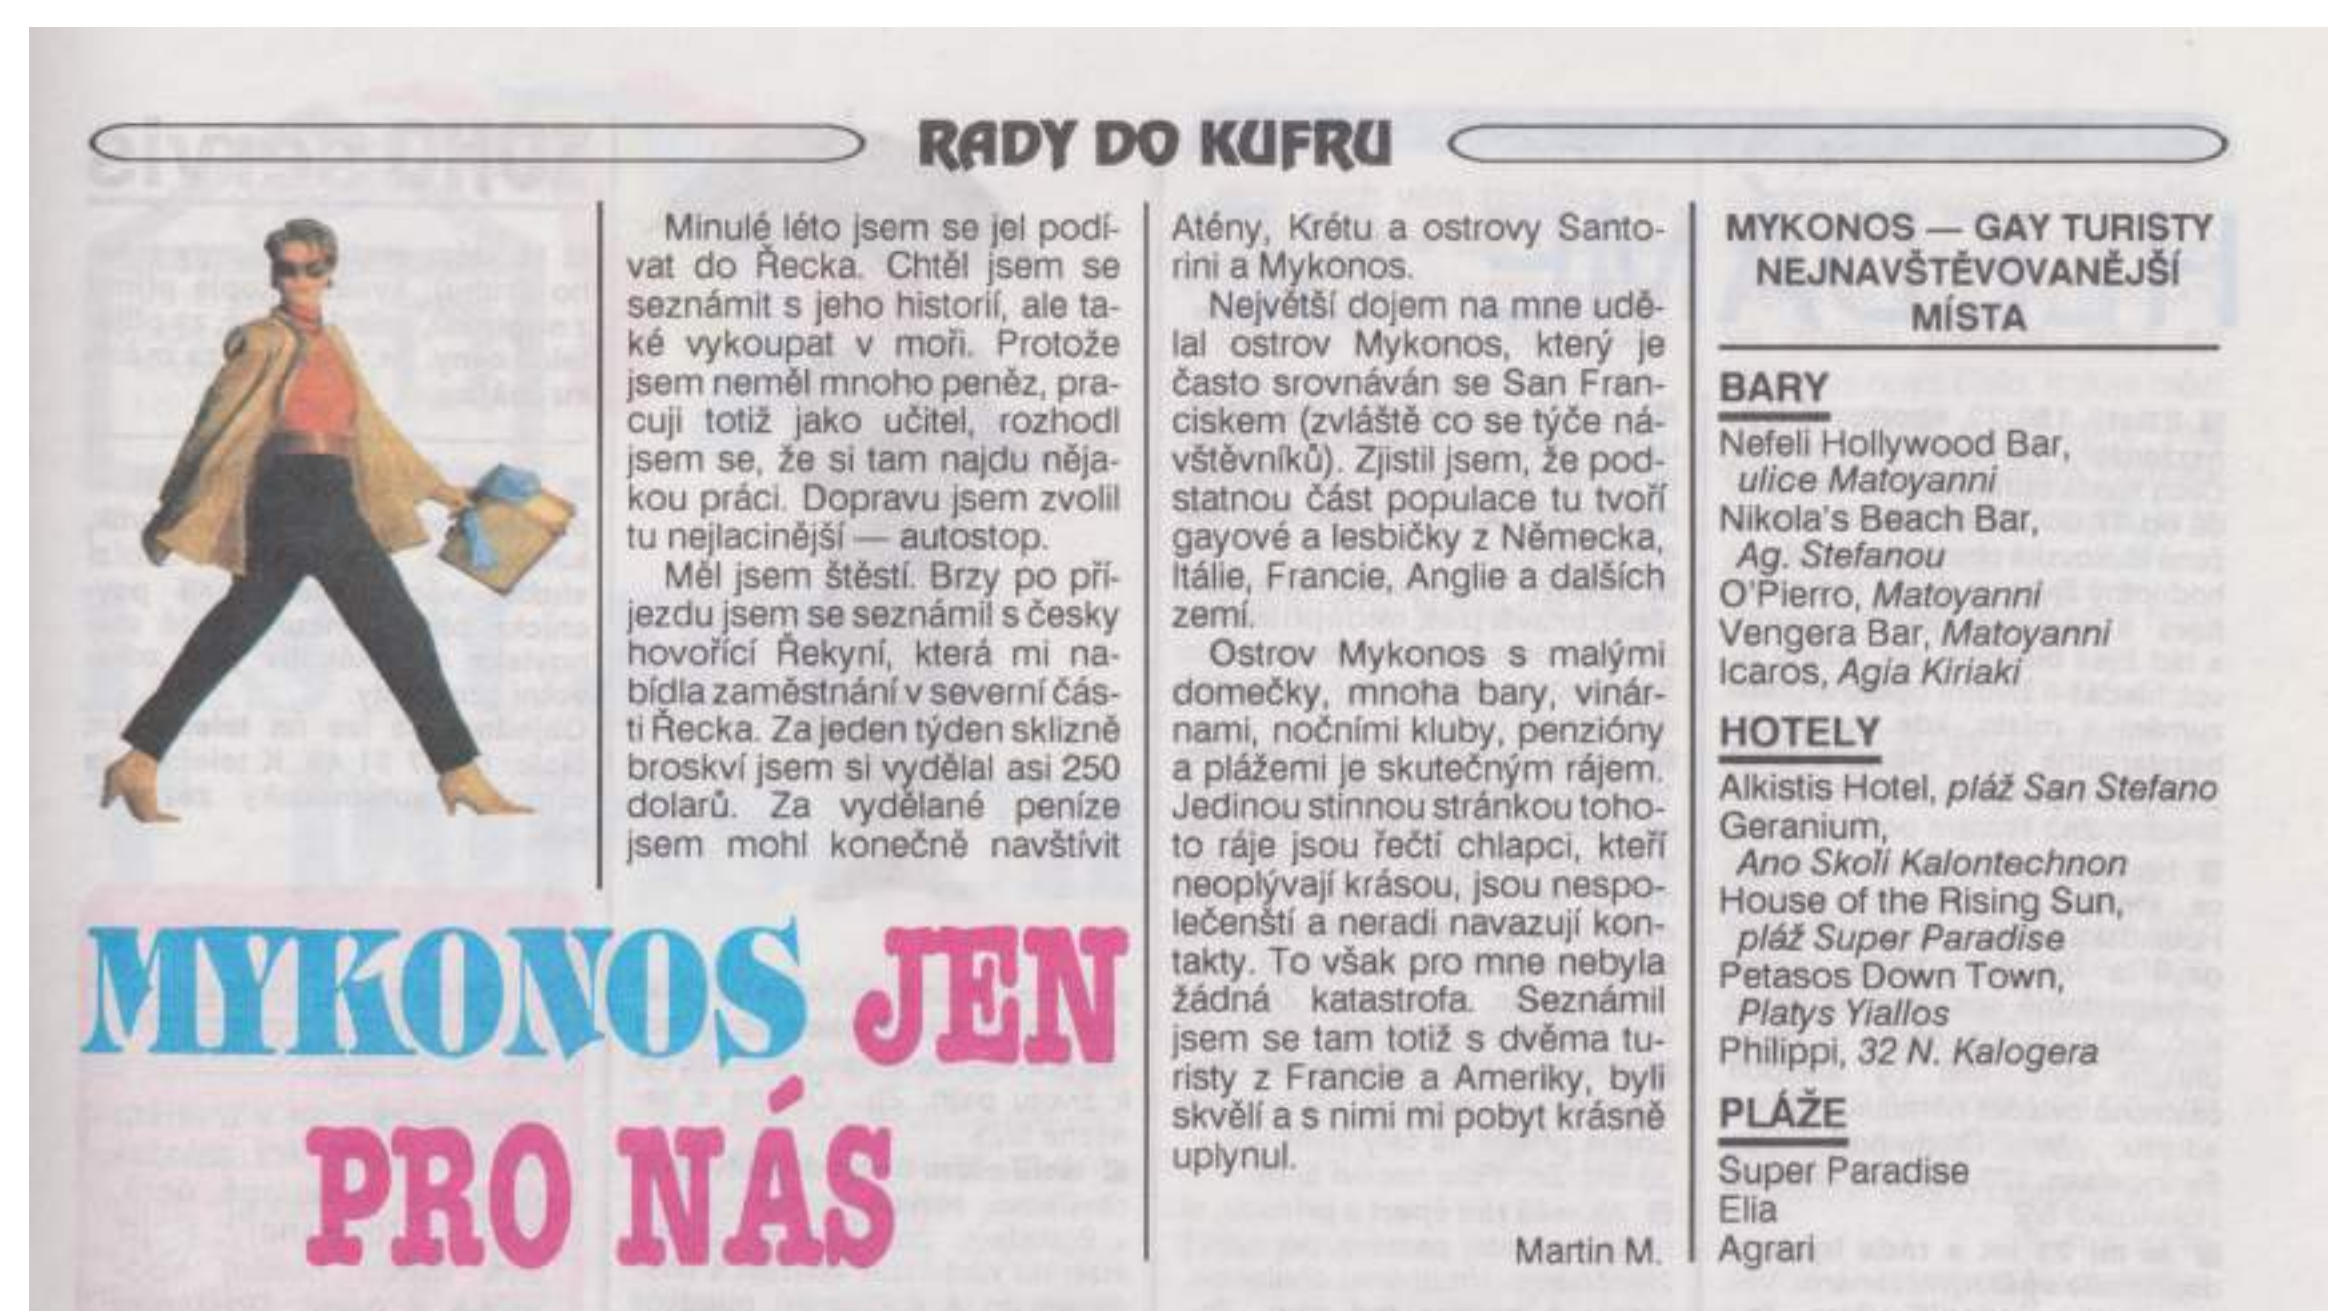 RADY DO KUFRU
MYKONOS JEN
PRO NÁS
Minulé léto jsem se jel podí-
vat do Řecka. Chtěl jsem se
seznámit s jeho historií, ale ta-
ké vykoupat v moři. Protože
jsem neměl mnoho peněz, pra-
cuji totiž jako učitel, rozhodl
jsem se, že si tam najdu něja-
kou práci. Dopravu jsem zvolil
tu nejlacinější — autostop.
Měl jsem štěstí. Brzy po pří-
jezdu jsem se seznámil s česky
hovořící Řekyní, která mi na-
bídla zaměstnání v severní čás-
ti Řecka. Za jeden týden sklizně
broskví jsem si vydělal asi 250
dolarů. Za vydělané peníze
jsem mohl konečně navštívit
Atény, Krétu a ostrovy Santo-
rini a Mykonos.
Největší dojem na mne udě-
lal ostrov Mykonos, který je
často srovnáván se San Fran-
ciskem (zvláště co se týče ná-
vštěvníků). Zjistil jsem, že pod-
statnou část populace tu tvoří
gayové a lesbičky z Německa,
Itálie, Francie, Anglie a dalších
zemí.
Ostrov Mykonos s malými
domečky, mnoha bary, vinár-
nami, nočními kluby, penzióny
a plážemi je skutečným rájem.
Jedinou stinnou stránkou toho-
to ráje jsou řečtí chlapci, kteří
neoplývají krásou, jsou nespo-
lečenští a neradi navazují kon-
takty. To však pro mne nebyla
žádná katastrofa. Seznámil
jsem se tam totiž s dvěma tu-
risty z Francie a Ameriky, byli
skvělí a s nimi mi pobyt krásně
uplynul.
Martin M.
MYKONOS — GAY TURISTY
NEJNAVŠTĚVOVANĚJŠÍ
MÍSTA
BARY
Nefeli Hollywood Bar,
ulice Matoyanni
Nikola's Beach Bar,
Ag. Stefanou
O'Pierro, Matoyanni
Vengera Bar, Matoyanni
Icaros, Agia Kiriaki
HOTELY
Alkistis Hotel, pláž San Stefano
Geranium,
Ano Skoli Kalontechnon
House of the Rising Sun,
pláž Super Paradise
Petasos Down Town,
Platys Yiallos
Philippi, 32 N. Kalogera
PLÁŽE
Super Paradise
Elia
Agrari